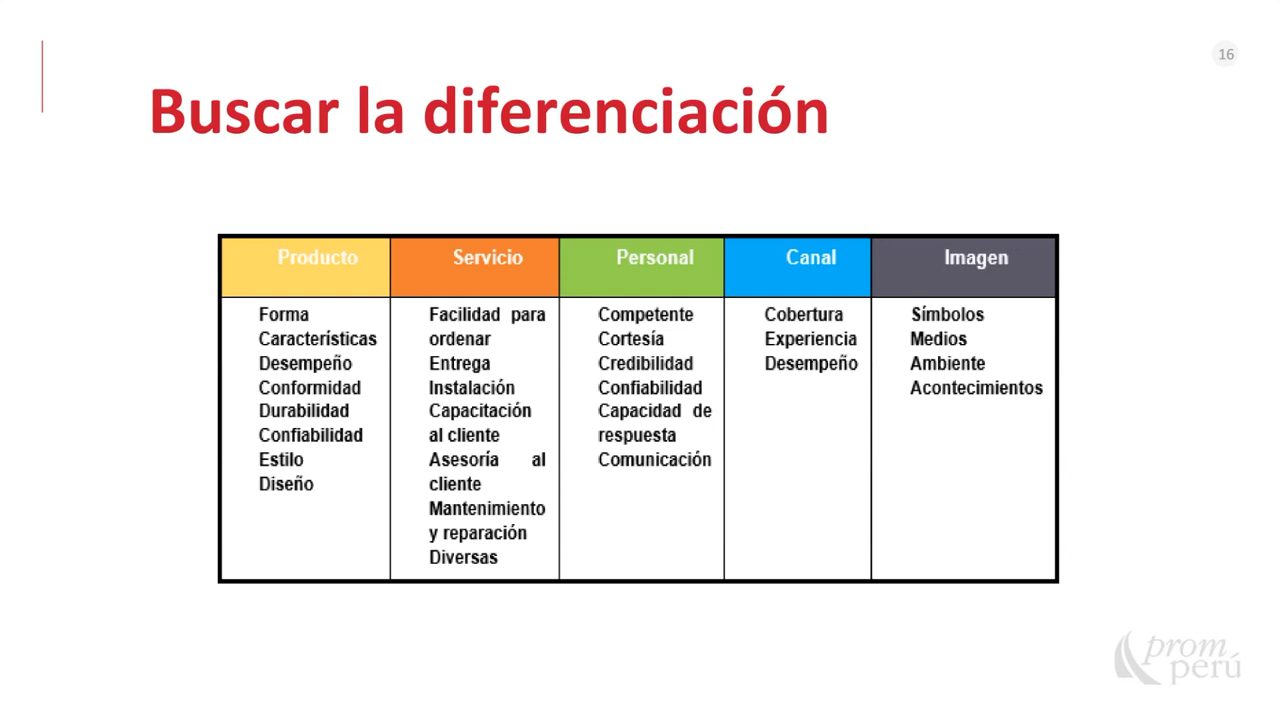 16
Buscar la diferenciación
Producto
Servicio
Personal
Canal
Imagen
Forma
Características
Desempeño
Conformidad
Durabilidad
Confiabilidad
Estilo
Diseño
Facilidad para
ordenar
Entrega
Instalación
Capacitación
al cliente
Asesoría al
cliente
Mantenimiento
y reparación
Diversas
Competente
Cortesía
Credibilidad
Confiabilidad
Capacidad de
respuesta
Comunicación
Cobertura
Experiencia
Desempeño
Símbolos
Medios
Ambiente
Acontecimientos
prom
perú